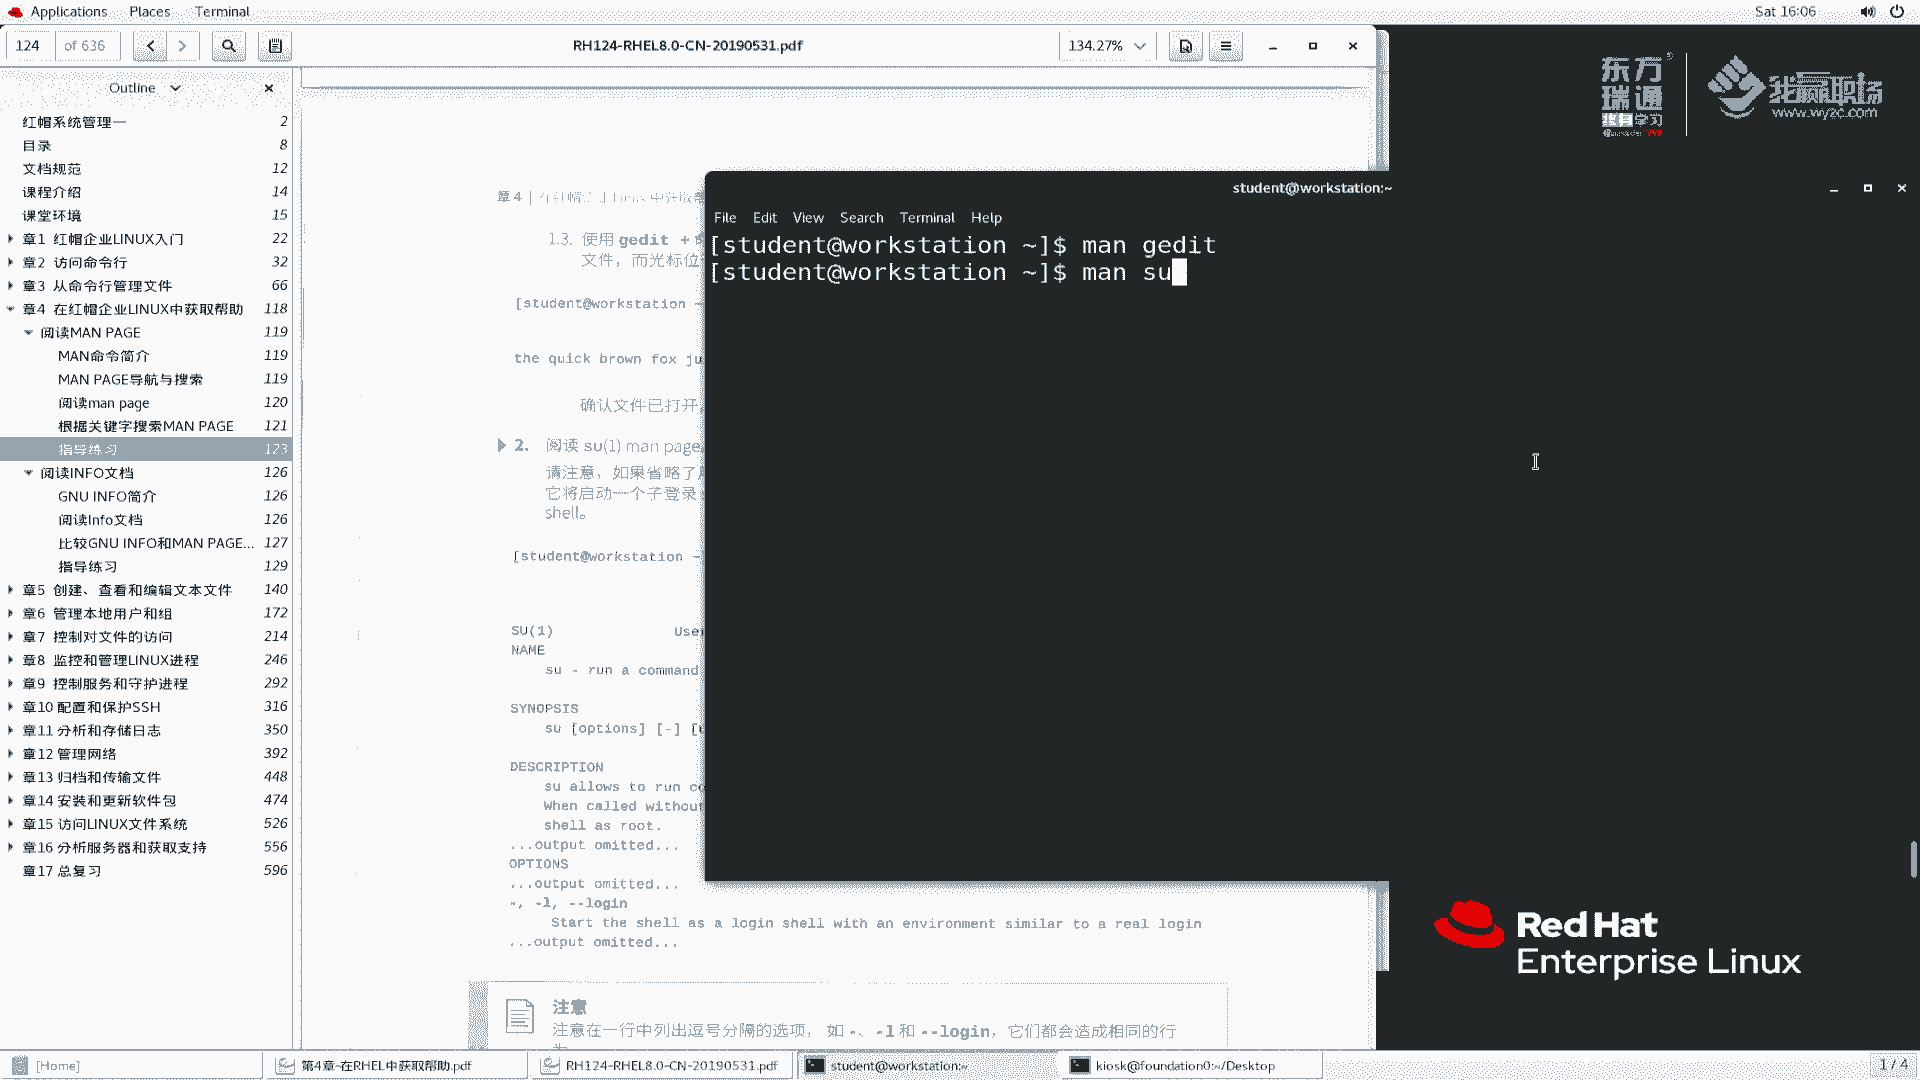 Applications Places Terminal
Sat 16:06
124 of 636
RH124-RHEL8.0-CN-20190531.pdf
134.27%
Outline
红帽系统管理一 2
目录 8
文档规范 12
课程介绍 14
课堂环境 15
章1 红帽企业LINUX入门 22
章2 访问命令行 32
章3 从命令行管理文件 66
章4 在红帽企业LINUX中获取帮助 118
阅读MAN PAGE 119
MAN命令简介 119
MAN PAGE导航与搜索 119
阅读man page 120
根据关键字搜索MAN PAGE 121
指导练习 123
阅读INFO文档 126
GNU INFO简介 126
阅读Info文档 126
比较GNU INFO和MAN PAGE... 127
指导练习 129
章5 创建、查看和编辑文本文件 140
章6 管理本地用户和组 172
章7 控制对文件的访问 214
章8 监控和管理LINUX进程 246
章9 控制服务和守护进程 292
章10 配置和保护SSH 316
章11 分析和存储日志 350
章12 管理网络 392
章13 归档和传输文件 448
章14 安装和更新软件包 474
章15 访问LINUX文件系统 526
章16 分析服务器和获取支持 556
章17 总复习 596
章 4 | 在红帽企业 Linux 中获取帮
1.3. 使用 gedit +
文件，而光标位
[student@workstation ~
the quick brown fox ju
确认文件已打开
2. 阅读 su(1) man page
请注意，如果省略了
它将启动一个子登录
shell。
[student@workstation ~
SU(1) User
NAME
su - run a command
SYNOPSIS
su [options] [-] [
DESCRIPTION
su allows to run co
When called without
shell as root.
...output omitted...
OPTIONS
...output omitted...
-, -l, --login
Start the shell as a login shell with an environment similar to a real login
...output omitted...
注意
注意在一行中列出逗号分隔的选项， 如 -、 -l 和 --login，它们都会造成相同的行
为
student@workstation:~
File Edit View Search Terminal Help
[student@workstation ~]$ man gedit
[student@workstation ~]$ man su
东方
瑞通
学习
我赢职场
www.wy2c.com
Red Hat
Enterprise Linux
[Home]
第4章-在RHEL中获取帮助.pdf
RH124-RHEL8.0-CN-20190531.pdf
student@workstation:~
kiosk@foundation0:~/Desktop
1 / 4